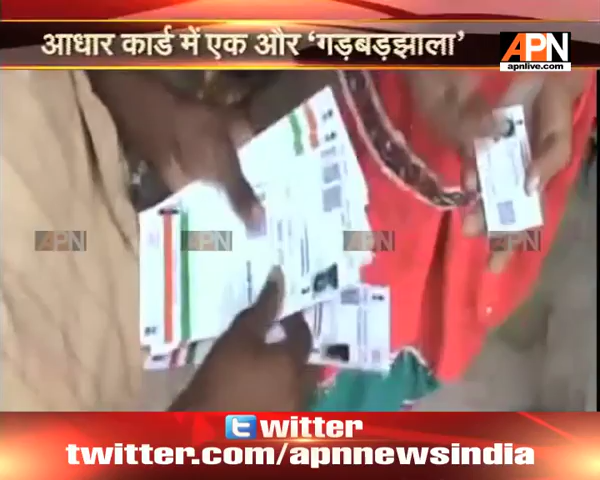 आधार कार्ड में एक और ‘गड़बड़झाला’
APN
apnlive.com
APN APN APN APN
twitter
twitter.com/apnnewsindia